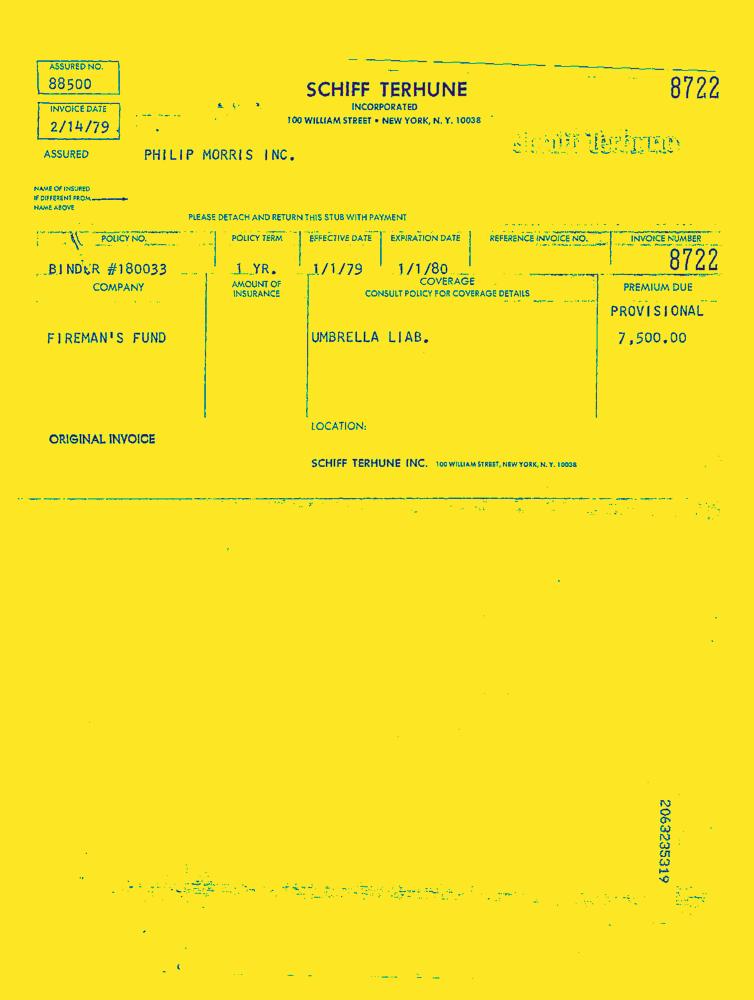 ASSURED NO.
88500
SCHIFF TERHUNE
8722
INCORPORATED
INVOICE DATE
2/14/79
100 WILLIAM STREET • NEW YORK, N. Y. 10038
Schiff Terhune
ASSURED PHILIP MORRIS INC.
NAME OF INSURED
IF DIFFERENT FROM
NAME ABOVE
PLEASE DETACH AND RETURN THIS STUB WITH PAYMENT
POLICY NO. POLICY TERM EFFECTIVE DATE EXPIRATION DATE REFERENCE INVOICE NO. INVOICE NUMBER
BINDER #180033 1 YR. 1/1/79 1/1/80 8722
COMPANY AMOUNT OF INSURANCE COVERAGE PREMIUM DUE
CONSULT POLICY FOR COVERAGE DETAILS
PROVISIONAL
FIREMAN'S FUND UMBRELLA LIAB. 7,500.00
LOCATION:
ORIGINAL INVOICE
SCHIFF TERHUNE INC. 100 WILLIAM STREET, NEW YORK, N. Y. 10038
2063235319